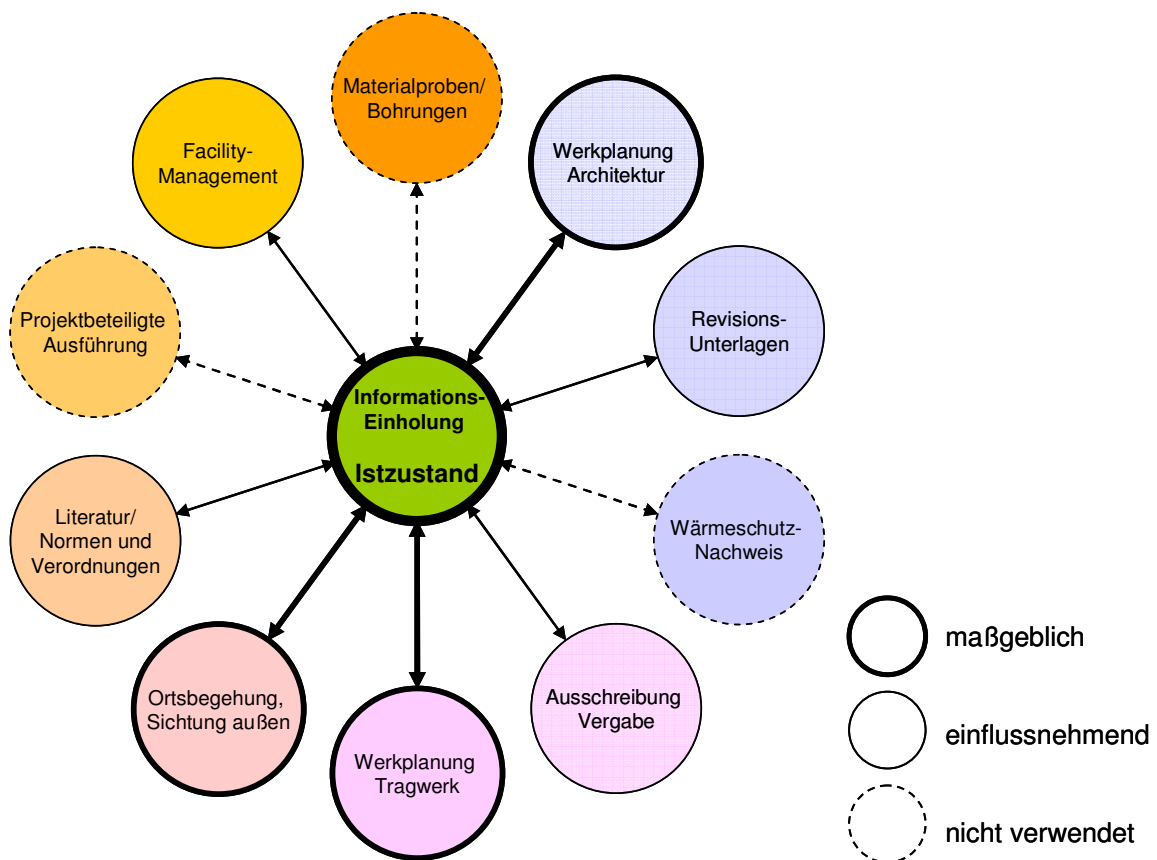 Materialproben/
Bohrungen
Facility-
Management
Werkplanung
Architektur
Projektbeteiligte
Ausführung
Revisions-
Unterlagen
Informations-
Einholung
Istzustand
Literatur/
Normen und
Verordnungen
Wärmeschutz-
Nachweis
Ortsbegehung,
Sichtung außen
Werkplanung
Tragwerk
Ausschreibung
Vergabe
maßgeblich
einflussnehmend
nicht verwendet